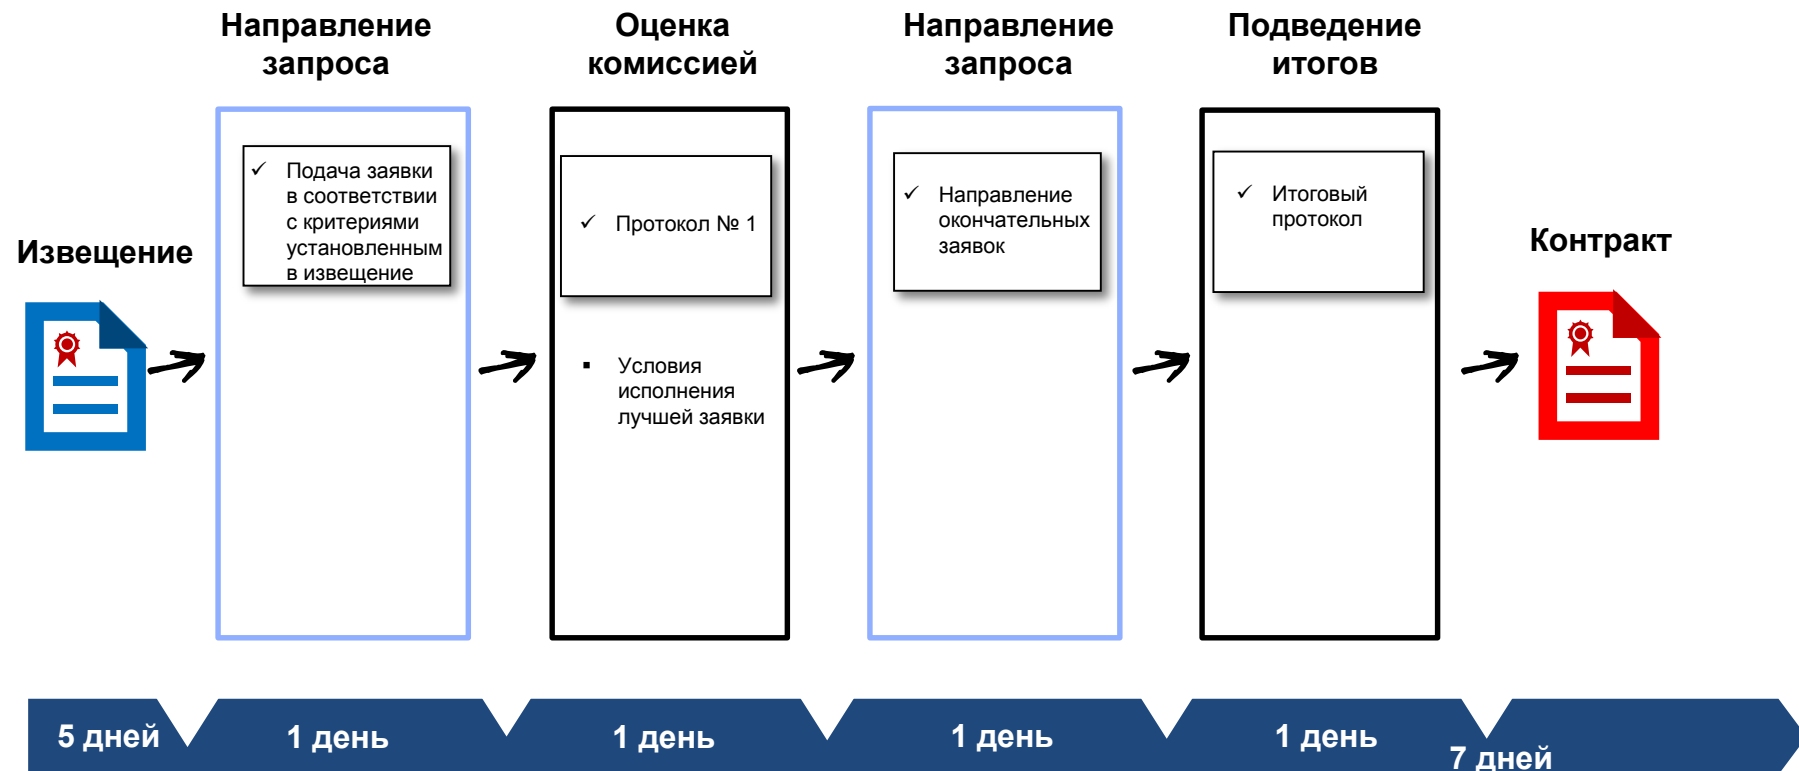 Направление
запроса
Оценка
комиссией
Направление
запроса
Подведение
итогов
Извещение
✓ Подача заявки
в соответствии
с критериями
установленным
в извещение
✓ Протокол № 1
▪ Условия
исполнения
лучшей заявки
✓ Направление
окончательных
заявок
✓ Итоговый
протокол
Контракт
5 дней
1 день
1 день
1 день
1 день
7 дней